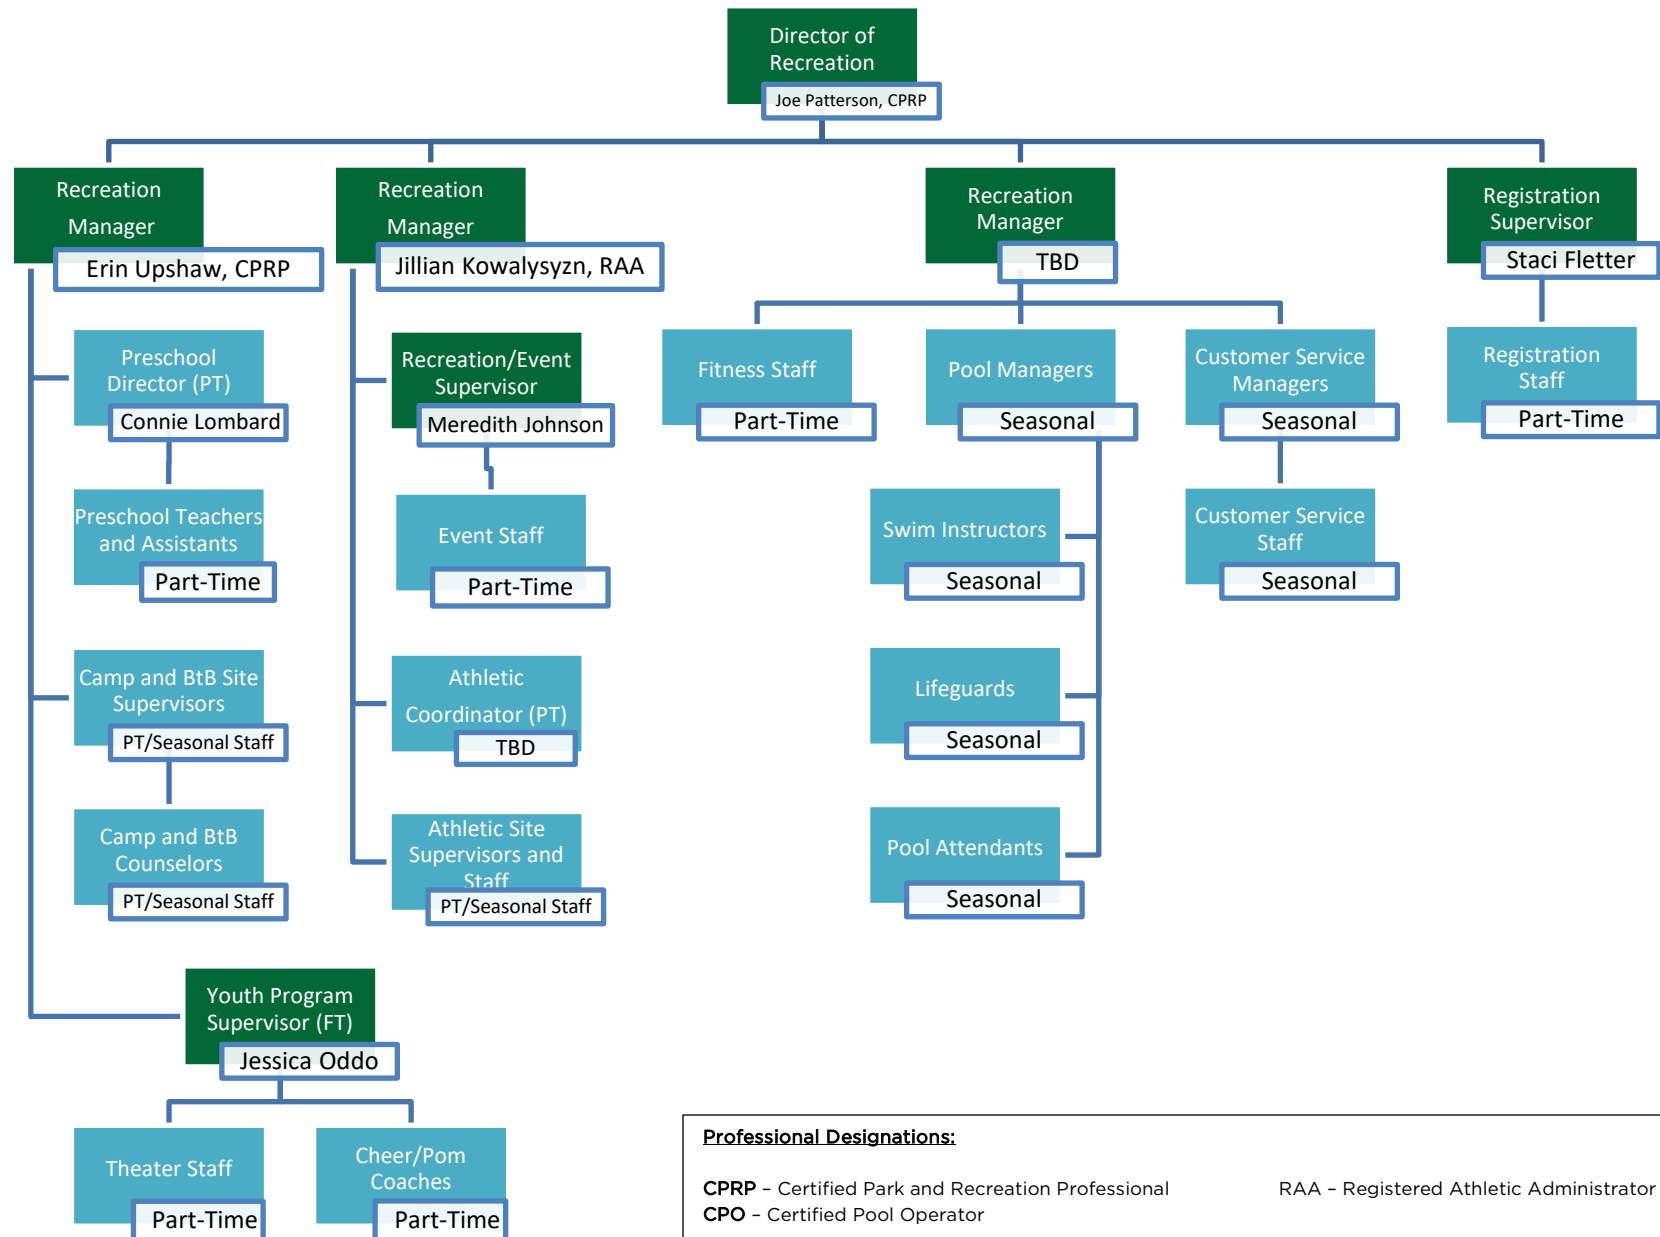 Director of
Recreation
Joe Patterson, CPRP
Recreation
Manager
Erin Upshaw, CPRP
Recreation
Manager
Jillian Kowalysyzn, RAA
Recreation
Manager
TBD
Registration
Supervisor
Staci Fletter
Preschool
Director (PT)
Connie Lombard
Recreation/Event
Supervisor
Meredith Johnson
Fitness Staff
Part-Time
Pool Managers
Seasonal
Customer Service
Managers
Seasonal
Registration
Staff
Part-Time
Preschool Teachers
and Assistants
Part-Time
Event Staff
Part-Time
Swim Instructors
Seasonal
Customer Service
Staff
Seasonal
Camp and BtB Site
Supervisors
PT/Seasonal Staff
Athletic
Coordinator (PT)
TBD
Lifeguards
Seasonal
Camp and BtB
Counselors
PT/Seasonal Staff
Athletic Site
Supervisors and
Staff
PT/Seasonal Staff
Pool Attendants
Seasonal
Youth Program
Supervisor (FT)
Jessica Oddo
Theater Staff
Part-Time
Cheer/Pom
Coaches
Part-Time
Professional Designations:
CPRP – Certified Park and Recreation Professional RAA – Registered Athletic Administrator
CPO – Certified Pool Operator